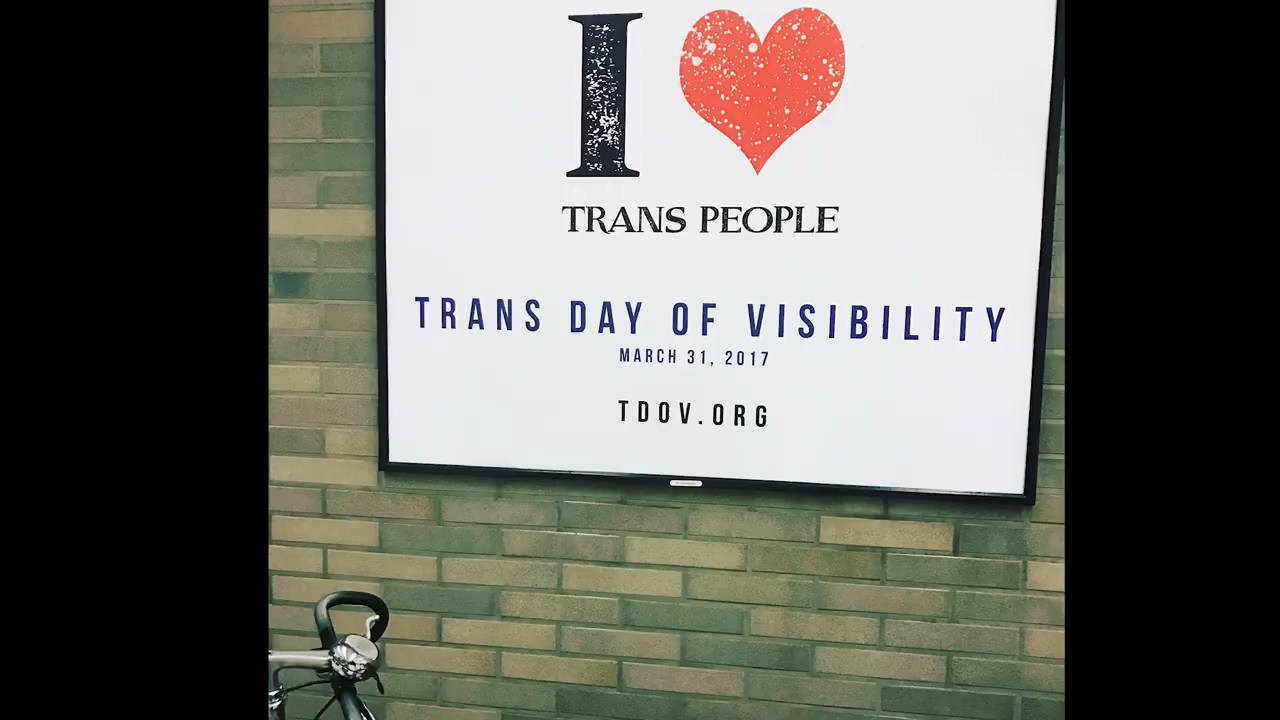 I
TRANS PEOPLE
TRANS DAY OF VISIBILITY
MARCH 31, 2017
TDOV.ORG